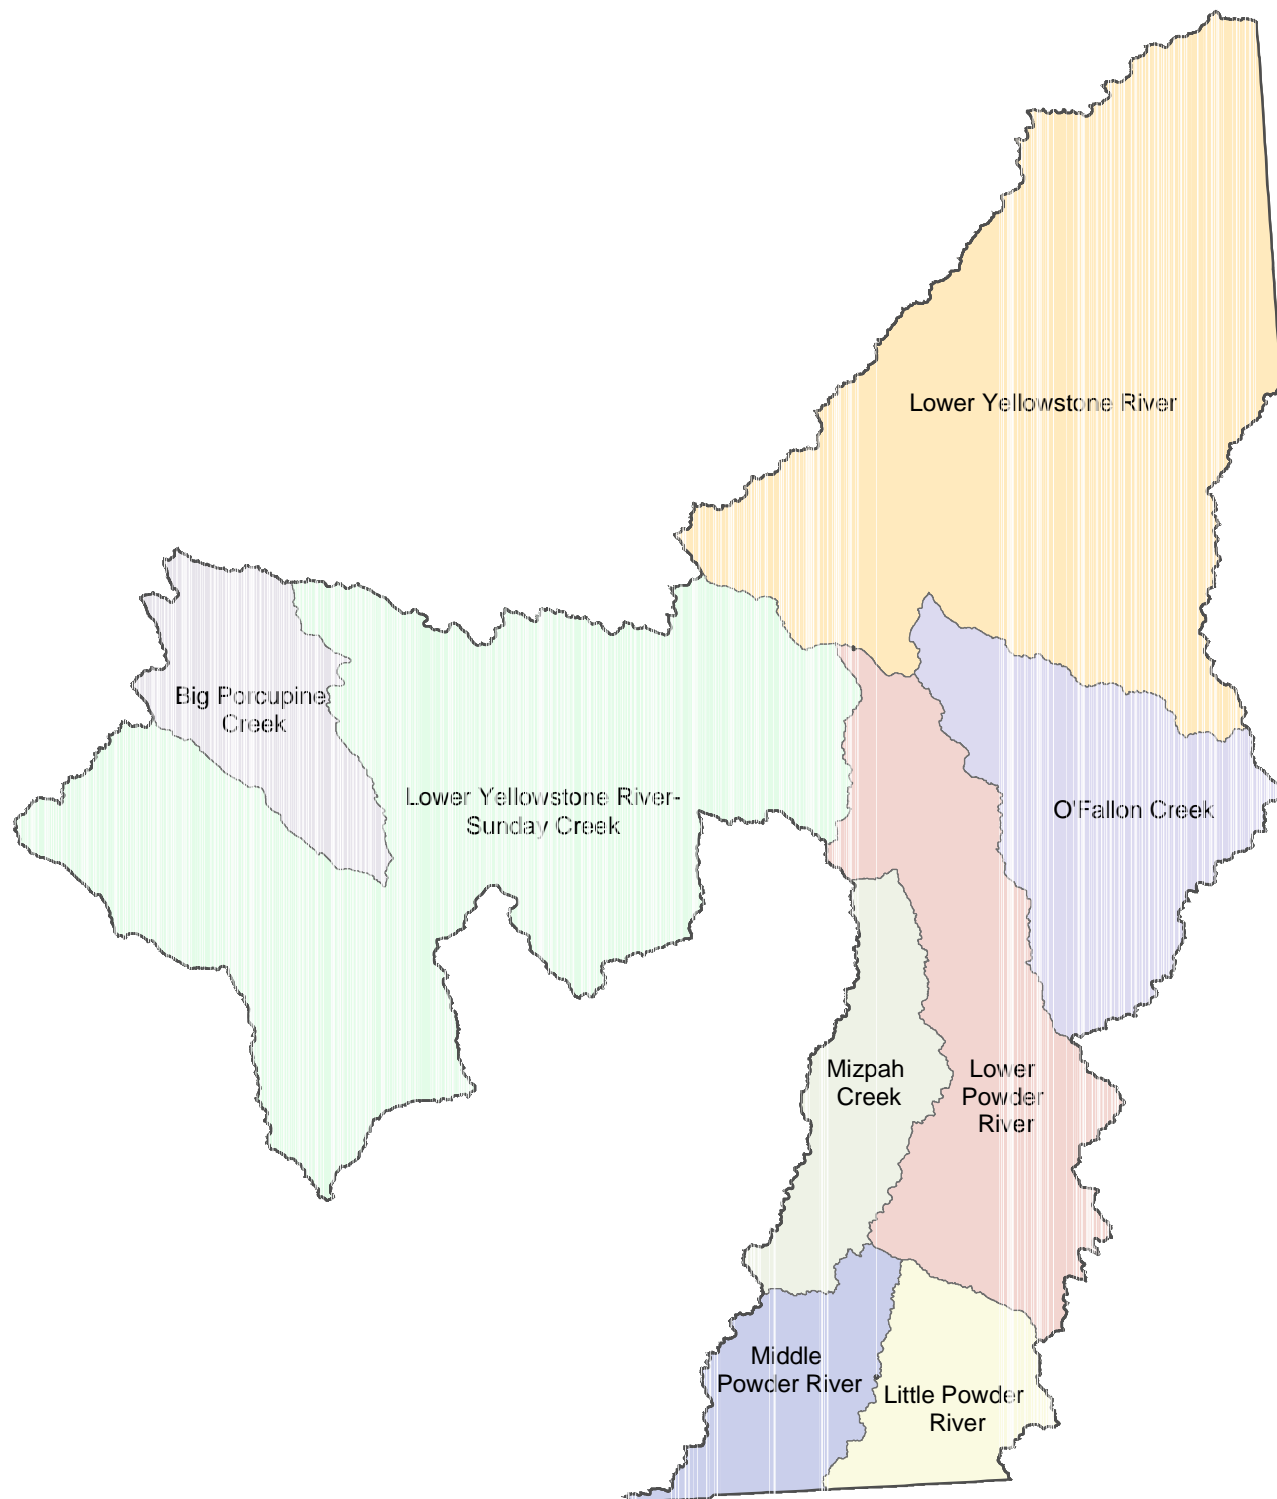 Lower Yellowstone River
Big Porcupine
Creek
Lower Yellowstone River-
Sunday Creek
O'Fallon Creek
Mizpah
Creek
Lower
Powder
River
Middle
Powder River
Little Powder
River